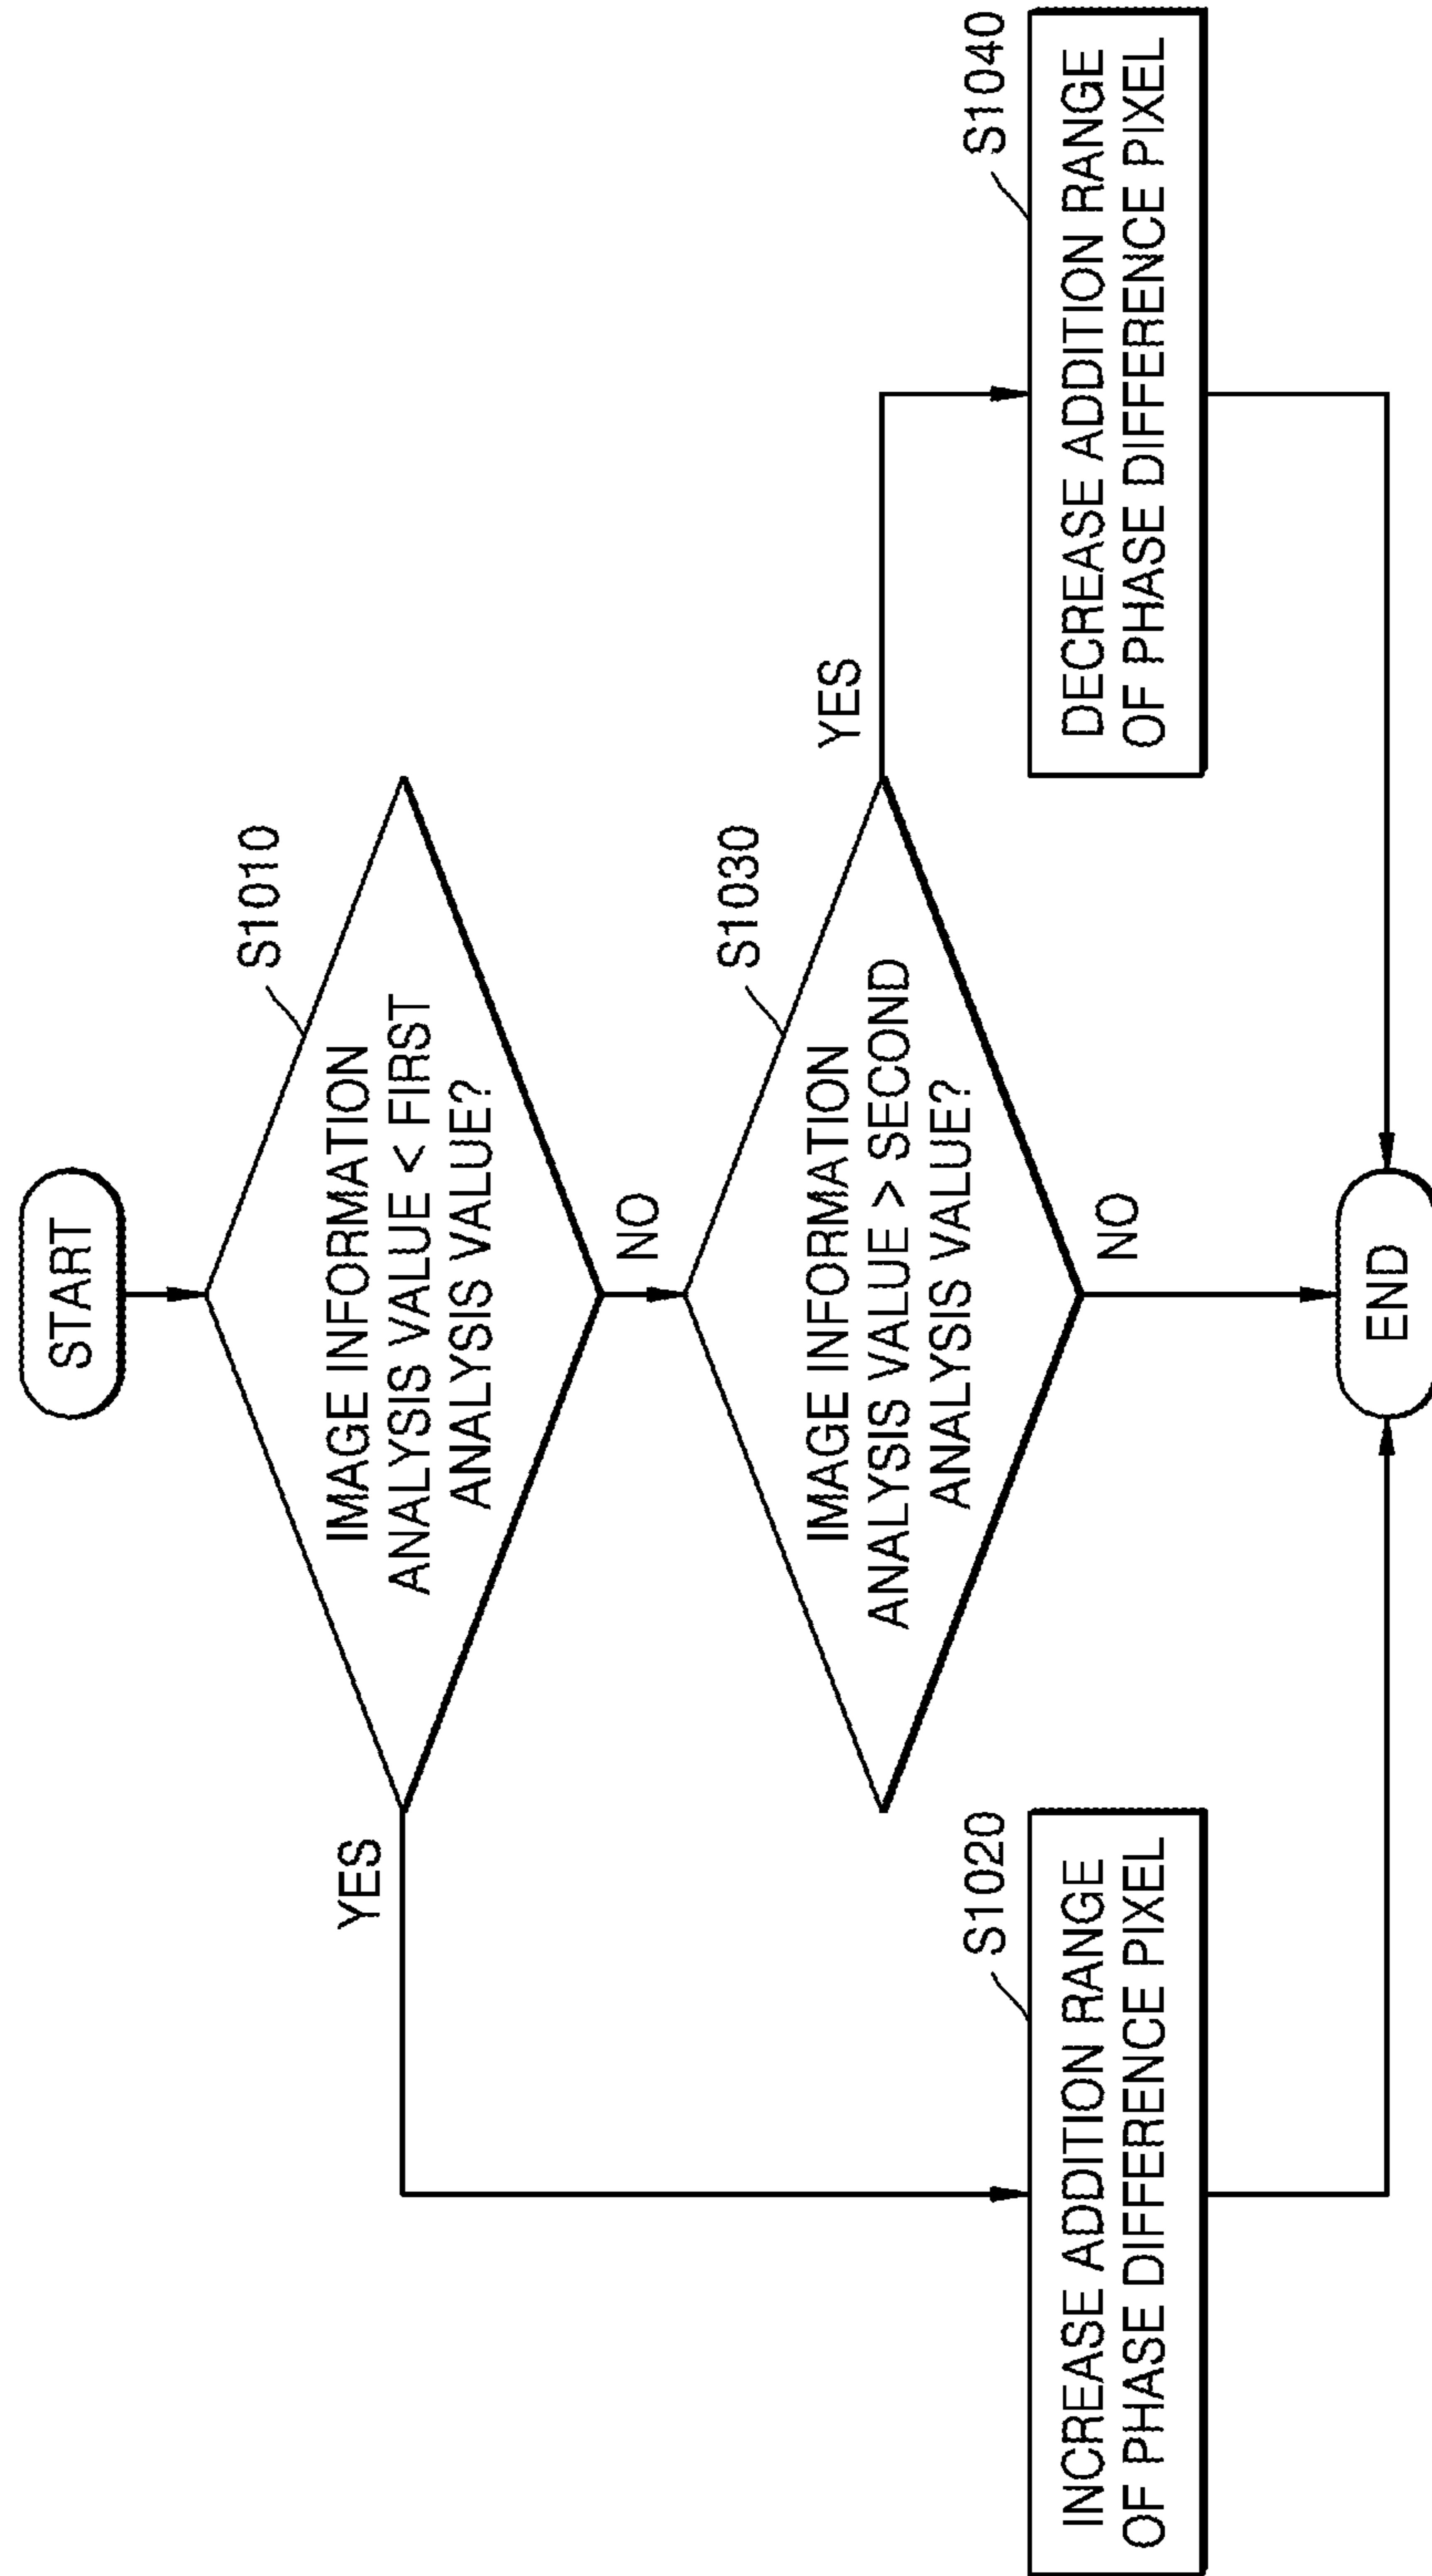 START
S1010
IMAGE INFORMATION
ANALYSIS VALUE < FIRST
ANALYSIS VALUE?
YES
NO
S1030
IMAGE INFORMATION
ANALYSIS VALUE > SECOND
ANALYSIS VALUE?
YES
NO
S1020
INCREASE ADDITION RANGE
OF PHASE DIFFERENCE PIXEL
S1040
DECREASE ADDITION RANGE
OF PHASE DIFFERENCE PIXEL
END